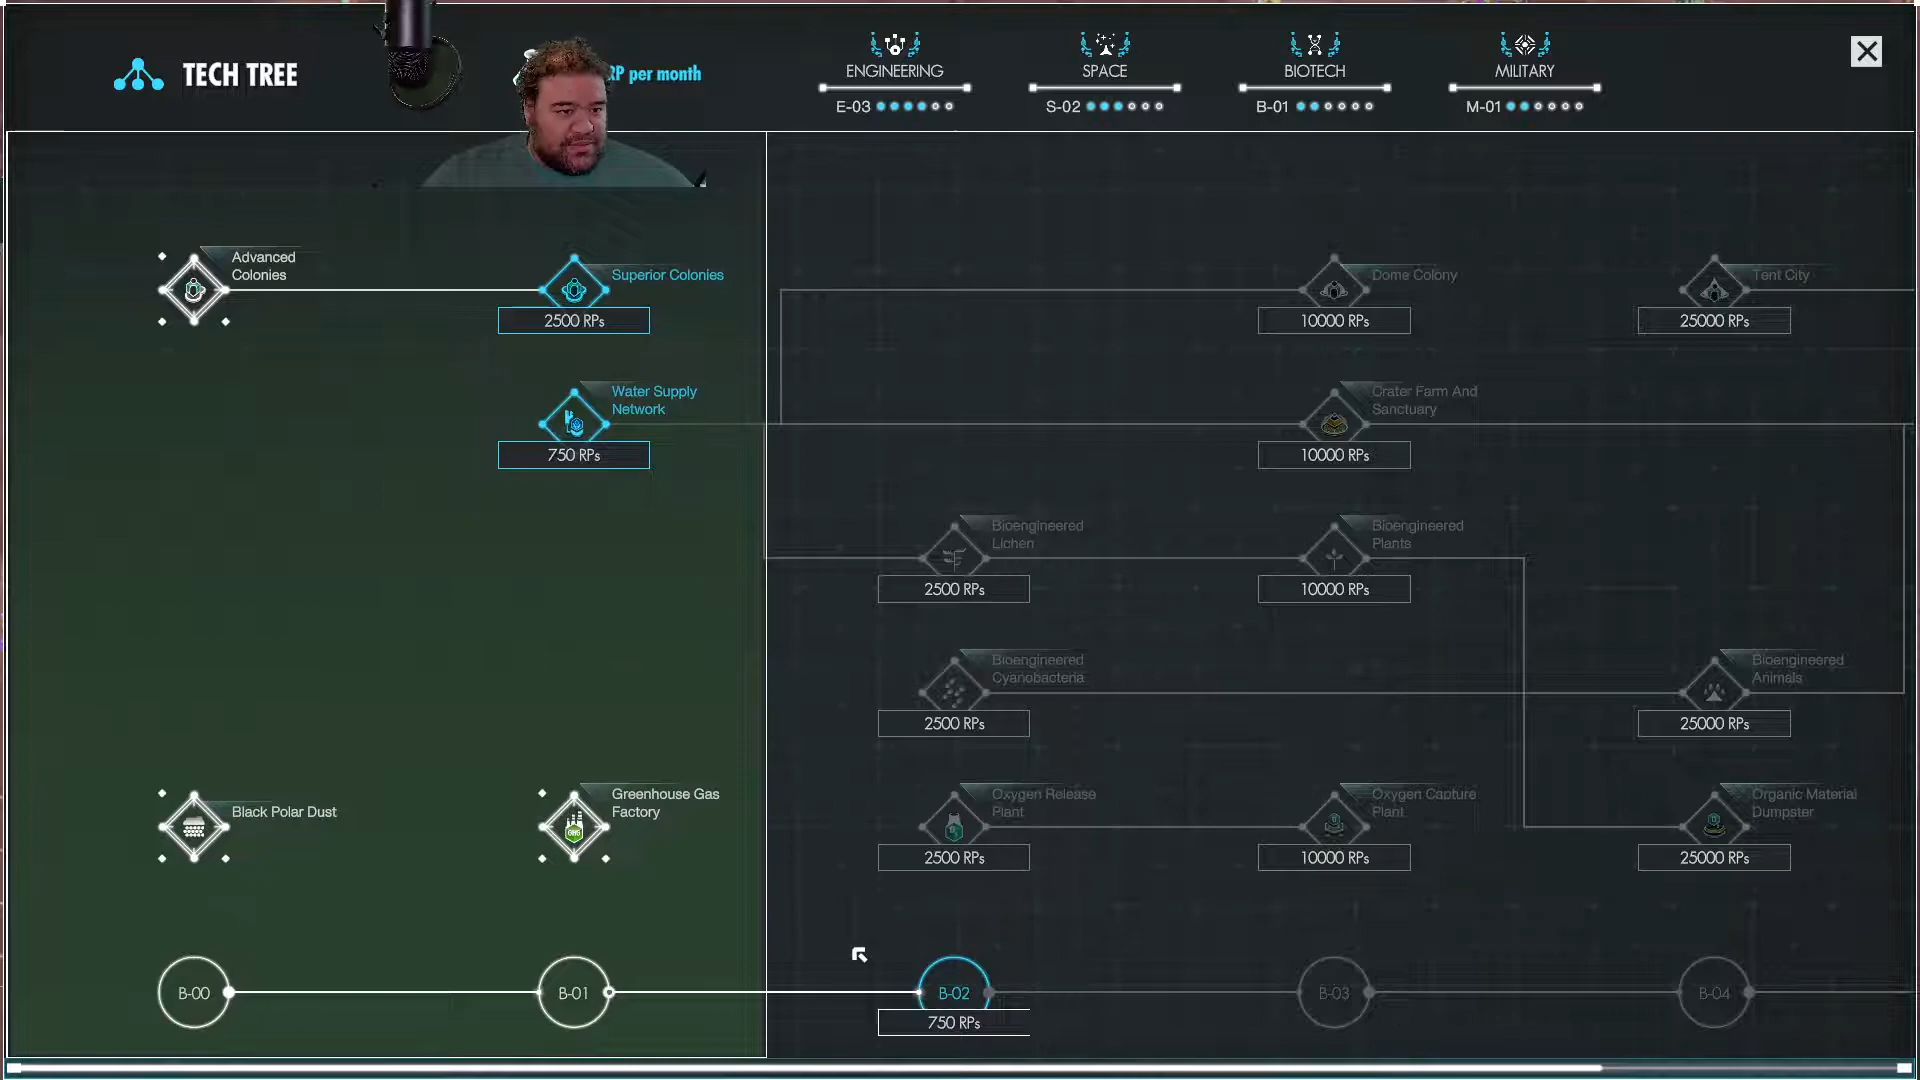 TECH TREE
RP per month
ENGINEERING
SPACE
BIOTECH
MILITARY
E-03
S-02
B-01
M-01
Advanced
Colonies
Superior Colonies
2500 RPs
Dome Colony
10000 RPs
Tent City
25000 RPs
Water Supply
Network
750 RPs
Crater Farm And
Sanctuary
10000 RPs
Bioengineered
Lichen
2500 RPs
Bioengineered
Plants
10000 RPs
Bioengineered
Cyanobacteria
2500 RPs
Bioengineered
Animals
25000 RPs
Black Polar Dust
Greenhouse Gas
Factory
GHG
Oxygen Release
Plant
2500 RPs
Oxygen Capture
Plant
10000 RPs
Organic Material
Dumpster
25000 RPs
B-00
B-01
B-02
750 RPs
B-03
B-04